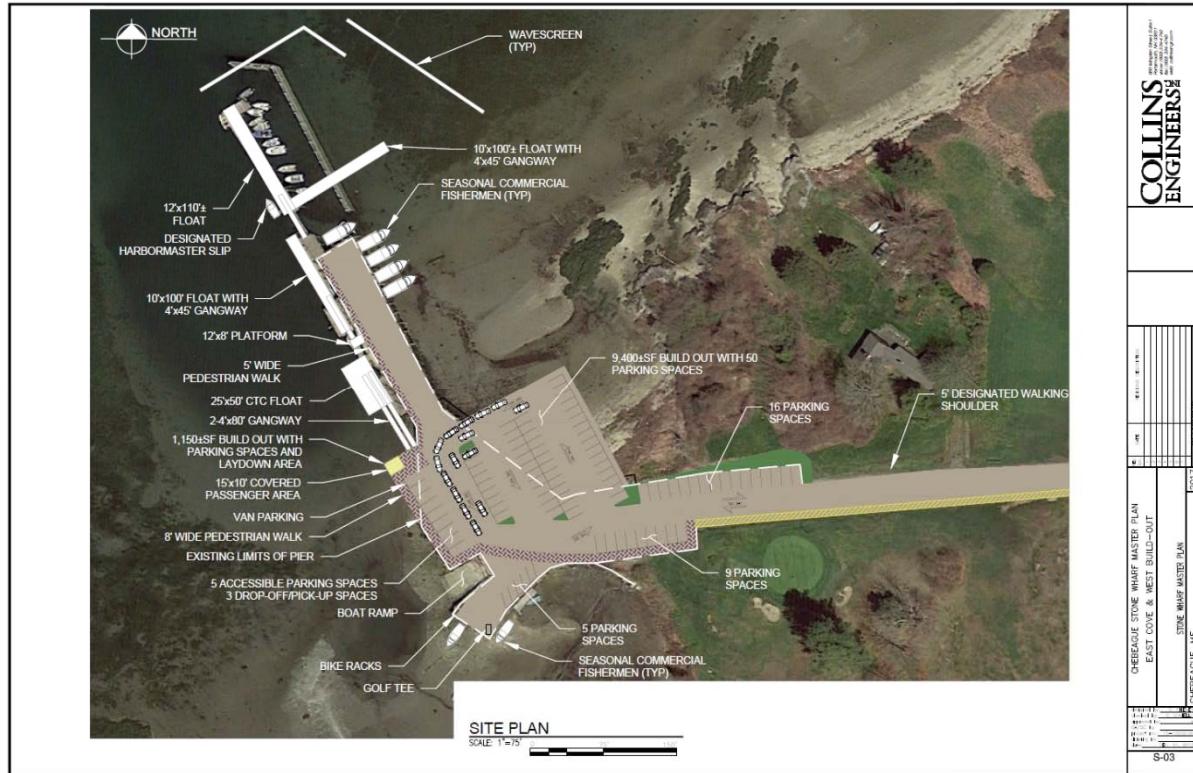 NORTH
WAVESCREEN
(TYP)
10'x100'± FLOAT WITH
4'x45' GANGWAY
SEASONAL COMMERCIAL
FISHERMEN (TYP)
12'x110'±
FLOAT
DESIGNATED
HARBORMASTER SLIP
10'x100' FLOAT WITH
4'x45' GANGWAY
12'x8' PLATFORM
5' WIDE
PEDESTRIAN WALK
25'x50' CTC FLOAT
2-4'x80' GANGWAY
1,150±SF BUILD OUT WITH
PARKING SPACES AND
LAYDOWN AREA
15'x10' COVERED
PASSENGER AREA
VAN PARKING
8' WIDE PEDESTRIAN WALK
EXISTING LIMITS OF PIER
5 ACCESSIBLE PARKING SPACES
3 DROP-OFF/PICK-UP SPACES
BOAT RAMP
BIKE RACKS
GOLF TEE
9,400±SF BUILD OUT WITH 50
PARKING SPACES
16 PARKING
SPACES
5' DESIGNATED WALKING
SHOULDER
9 PARKING
SPACES
5 PARKING
SPACES
SEASONAL COMMERCIAL
FISHERMEN (TYP)
SITE PLAN
SCALE: 1"=75'
0 75' 150'
COLLINS
ENGINEERS
CHEBEAGUE STONE WHARF MASTER PLAN
EAST COVE & WEST BUILD-OUT
STONE WHARF MASTER PLAN
S-03